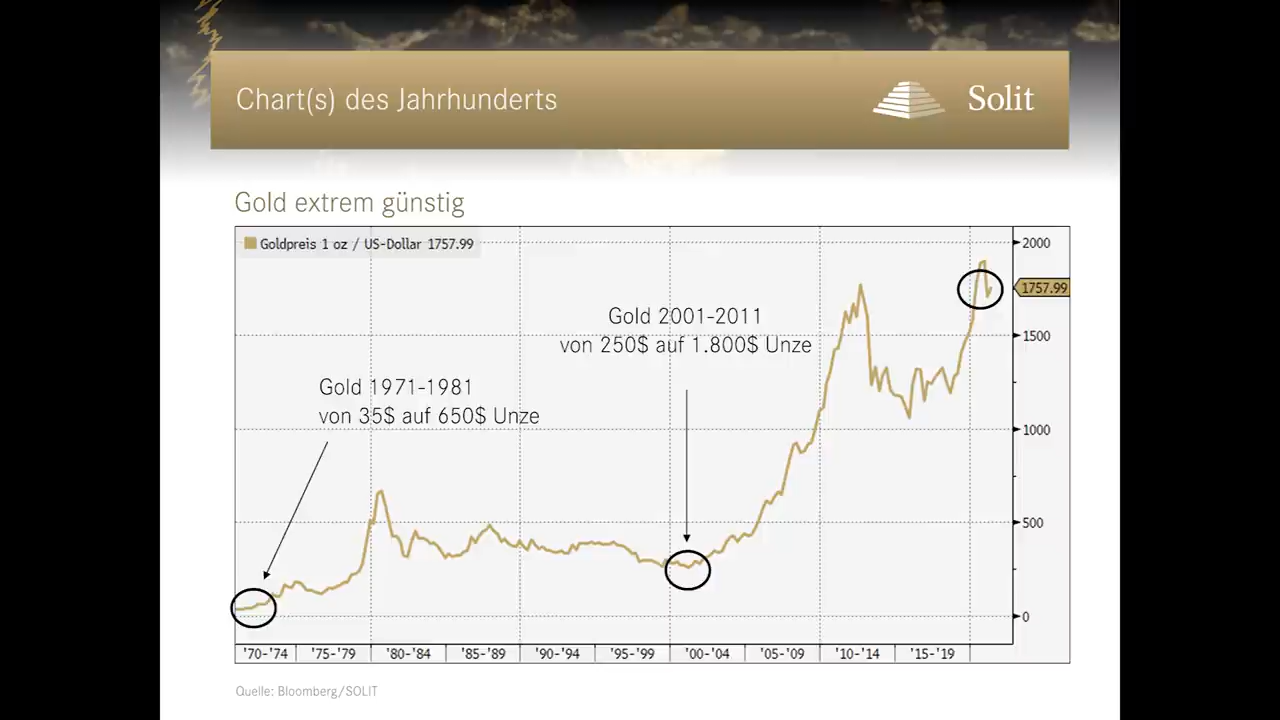 Chart(s) des Jahrhunderts
Solit
Gold extrem günstig
Goldpreis 1 oz / US-Dollar 1757.99
2000
1757.99
Gold 2001-2011
von 250$ auf 1.800$ Unze
1500
Gold 1971-1981
von 35$ auf 650$ Unze
1000
500
0
'70-'74 '75-'79 '80-'84 '85-'89 '90-'94 '95-'99 '00-'04 '05-'09 '10-'14 '15-'19
Quelle: Bloomberg/SOLIT